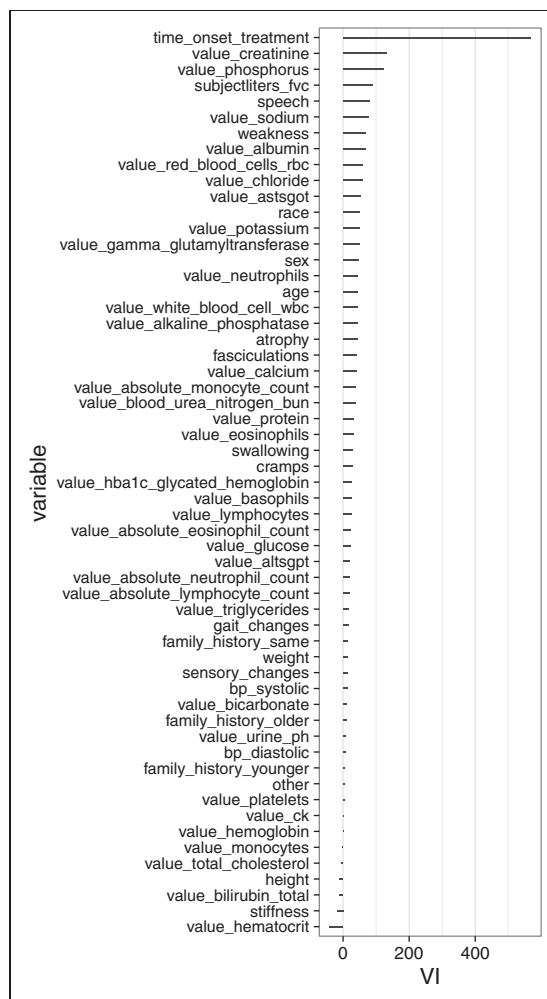 time_onset_treatment
value_creatinine
value_phosphorus
subjectliters_fvc
speech
value_sodium
weakness
value_albumin
value_red_blood_cells_rbc
value_chloride
value_astsgot
race
value_potassium
value_gamma_glutamyltransferase
sex
value_neutrophils
age
value_white_blood_cell_wbc
value_alkaline_phosphatase
atrophy
fasciculations
value_calcium
value_absolute_monocyte_count
value_blood_urea_nitrogen_bun
value_protein
value_eosinophils
swallowing
cramps
value_hba1c_glycated_hemoglobin
value_basophils
value_lymphocytes
value_absolute_eosinophil_count
value_glucose
value_altsgpt
value_absolute_neutrophil_count
value_absolute_lymphocyte_count
value_triglycerides
gait_changes
family_history_same
weight
sensory_changes
bp_systolic
value_bicarbonate
family_history_older
value_urine_ph
bp_diastolic
family_history_younger
other
value_platelets
value_ck
value_hemoglobin
value_monocytes
value_total_cholesterol
height
value_bilirubin_total
stiffness
value_hematocrit
variable
0 200 400
VI